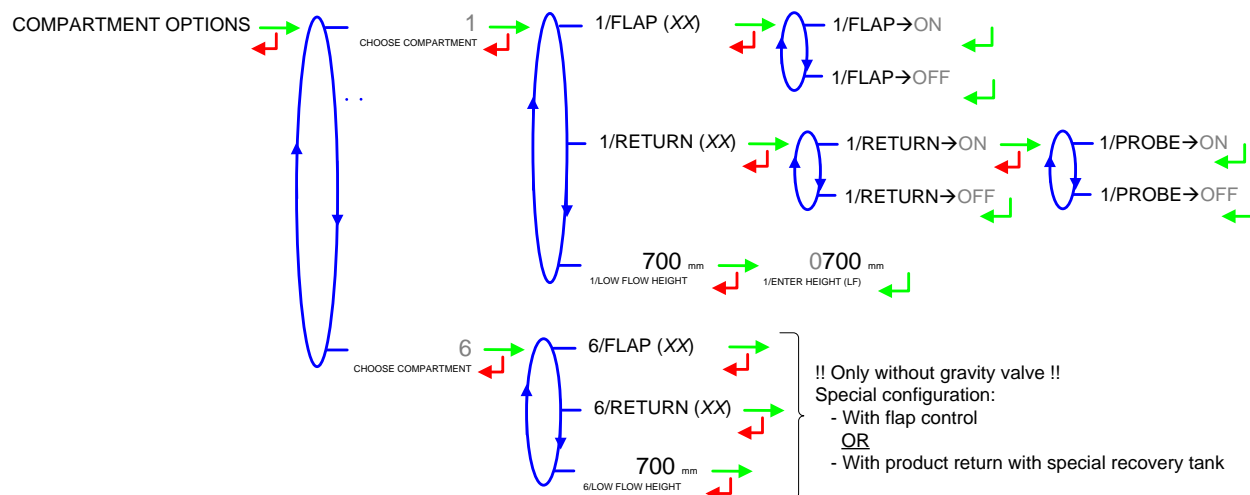 COMPARTMENT OPTIONS
1
CHOOSE COMPARTMENT
1/FLAP (XX)
1/FLAP→ON
1/FLAP→OFF
. .
1/RETURN (XX)
1/RETURN→ON
1/PROBE→ON
1/RETURN→OFF
1/PROBE→OFF
700 mm
1/LOW FLOW HEIGHT
0700 mm
1/ENTER HEIGHT (LF)
6
CHOOSE COMPARTMENT
6/FLAP (XX)
6/RETURN (XX)
700 mm
6/LOW FLOW HEIGHT
!! Only without gravity valve !!
Special configuration:
- With flap control
OR
- With product return with special recovery tank